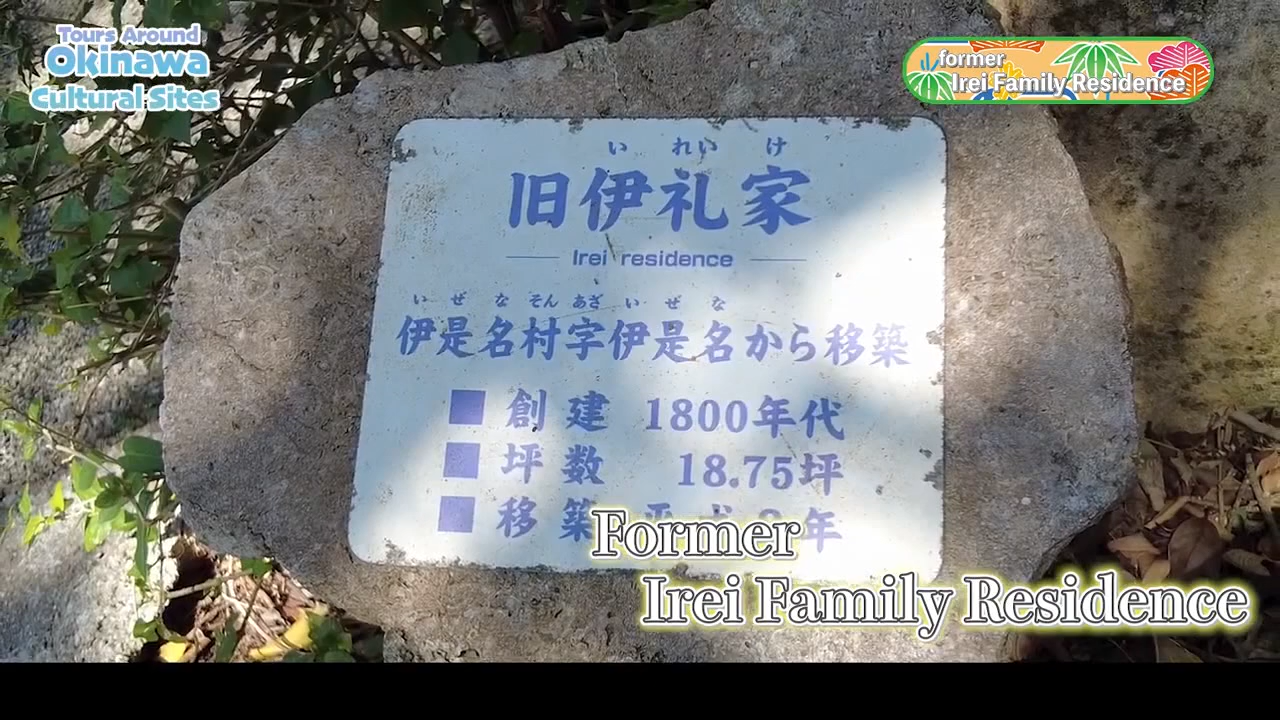 Tours Around
Okinawa
Cultural Sites
former
Irei Family Residence
い れい け
旧伊礼家
Irei residence
い ぜ な そん あざ い ぜ な
伊是名村字伊是名から移築
■ 創建 1800年代
■ 坪数 18.75坪
■ 移築 年
Former
Irei Family Residence